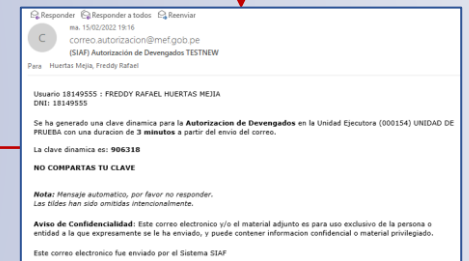 Responder Responder a todos Reenviar
ma. 15/02/2022 19:16
C
correo.autorizacion@mef.gob.pe
(SIAF) Autorización de Devengados TESTNEW
Para Huertas Mejia, Freddy Rafael
Usuario 18149555 : FREDDY RAFAEL HUERTAS MEJIA
DNI: 18149555
Se ha generado una clave dinamica para la Autorizacion de Devengados en la Unidad Ejecutora (000154) UNIDAD DE
PRUEBA con una duracion de 3 minutos a partir del envio del correo.
La clave dinamica es: 906318
NO COMPARTAS TU CLAVE
Nota: Mensaje automatico, por favor no responder.
Las tildes han sido omitidas intencionalmente.
Aviso de Confidencialidad: Este correo electronico y/o el material adjunto es para uso exclusivo de la persona o
entidad a la que expresamente se le ha enviado, y puede contener informacion confidencial o material privilegiado.
Este correo electronico fue enviado por el Sistema SIAF